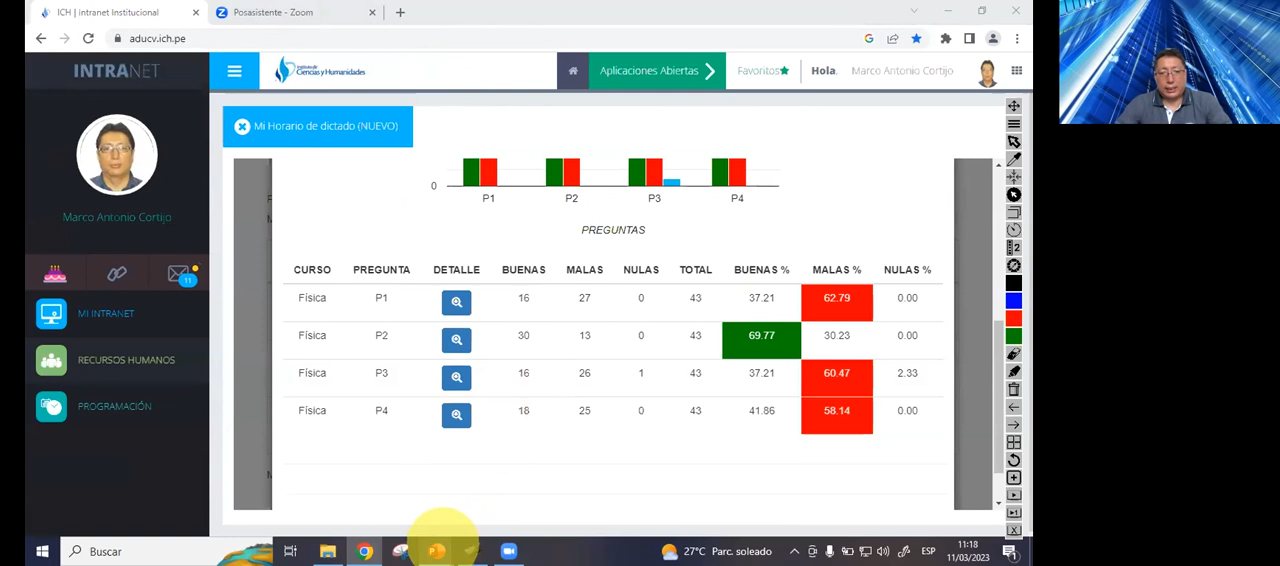 ICH | Intranet Institucional
Posasistente - Zoom
aducv.ich.pe
INTRANET
Instituto de
Ciencias y Humanidades
Aplicaciones Abiertas
Favoritos
Hola.
Marco Antonio Cortijo
Mi Horario de dictado (NUEVO)
Marco Antonio Cortijo
11
MI INTRANET
RECURSOS HUMANOS
PROGRAMACIÓN
0
P1 P2 P3 P4
PREGUNTAS
CURSO PREGUNTA DETALLE BUENAS MALAS NULAS TOTAL BUENAS % MALAS % NULAS %
Física P1 16 27 0 43 37.21 62.79 0.00
Física P2 30 13 0 43 69.77 30.23 0.00
Física P3 16 26 1 43 37.21 60.47 2.33
Física P4 18 25 0 43 41.86 58.14 0.00
Buscar
27°C Parc. soleado
ESP
11:18
11/03/2023